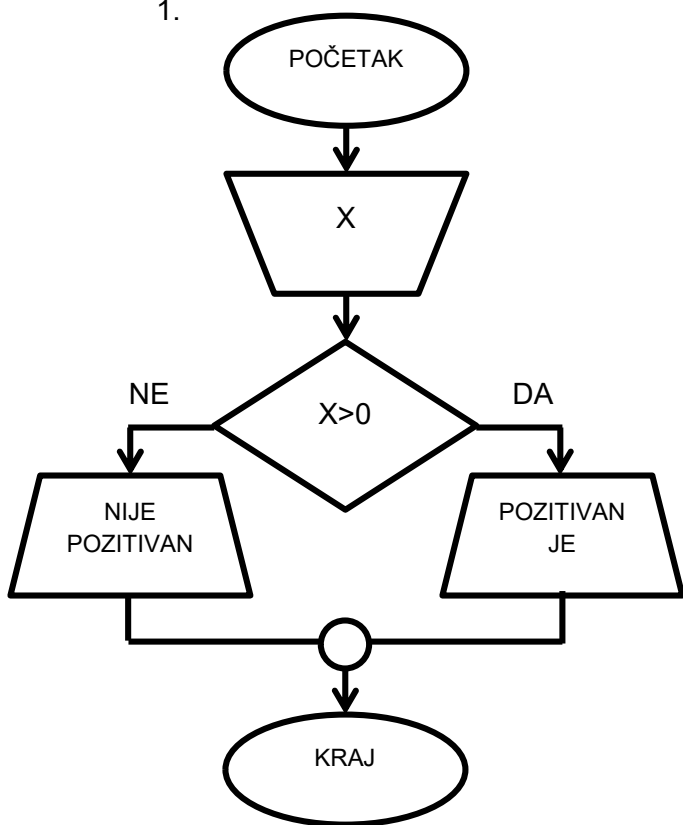 1.
POČETAK
X
X>0
NE
DA
NIJE
POZITIVAN
POZITIVAN
JE
KRAJ